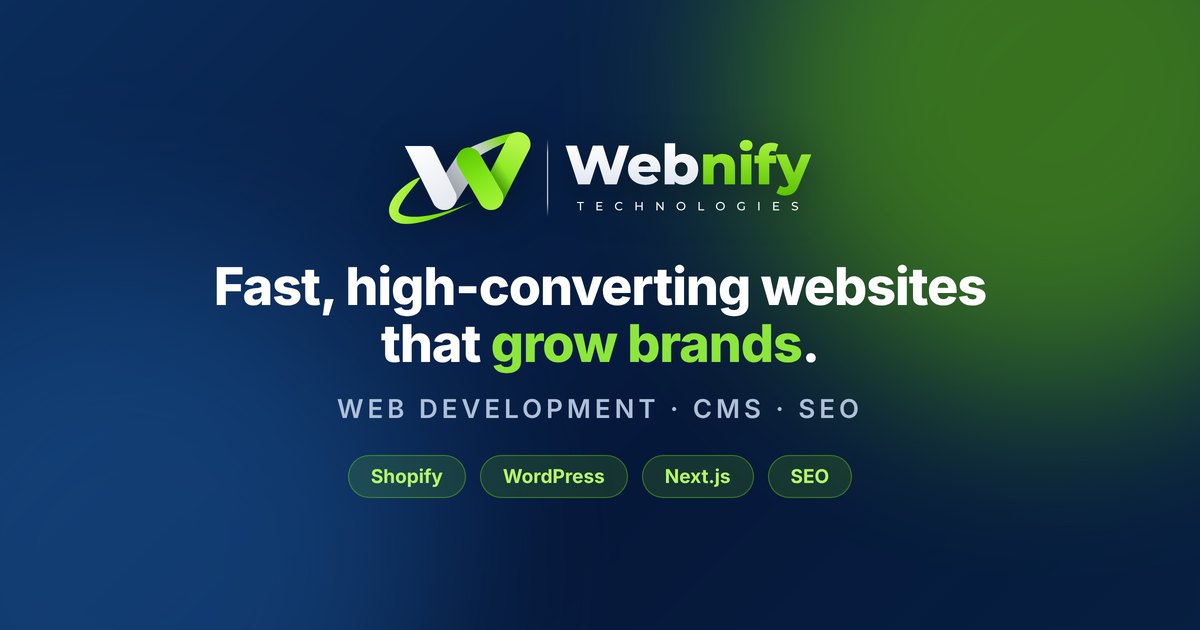 Webnify
TECHNOLOGIES
Fast, high-converting websites
that grow brands.
WEB DEVELOPMENT · CMS · SEO
Shopify
WordPress
Next.js
SEO